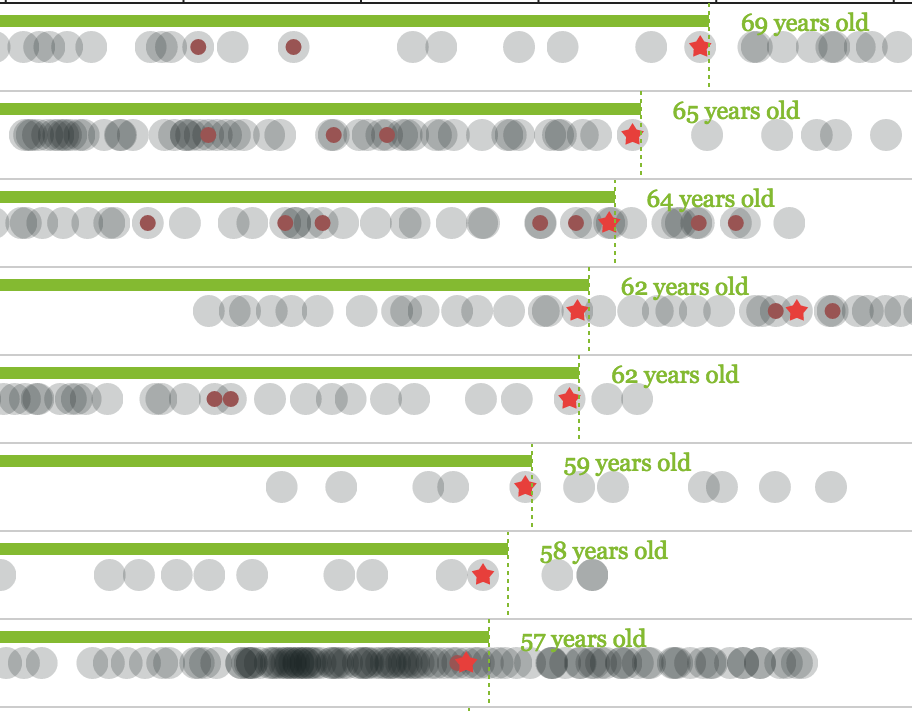 69 years old
65 years old
64 years old
62 years old
62 years old
59 years old
58 years old
57 years old